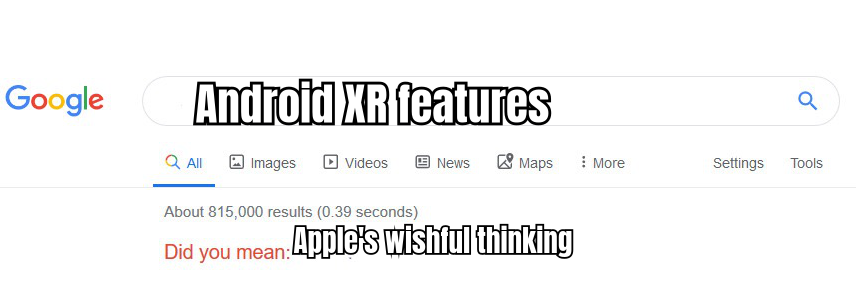 Google Android XR features
All Images Videos News Maps More Settings Tools
About 815,000 results (0.39 seconds)
Did you mean: Apple's wishful thinking